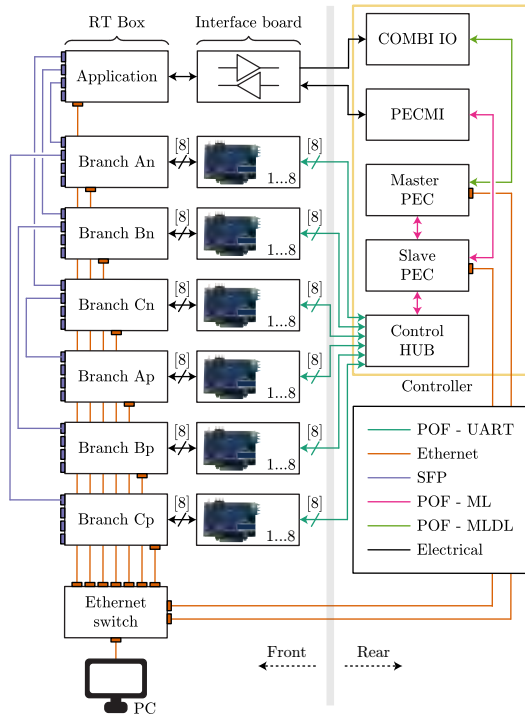 RT Box
Interface board
Application
COMBI IO
PECMI
Branch An
[8]
1...8
[8]
Master
PEC
Branch Bn
[8]
1...8
[8]
Slave
PEC
Branch Cn
[8]
1...8
[8]
Control
HUB
Branch Ap
[8]
1...8
[8]
Controller
Branch Bp
[8]
1...8
[8]
Branch Cp
[8]
1...8
[8]
POF - UART
Ethernet
SFP
POF - ML
POF - MLDL
Electrical
Ethernet
switch
Front
Rear
PC